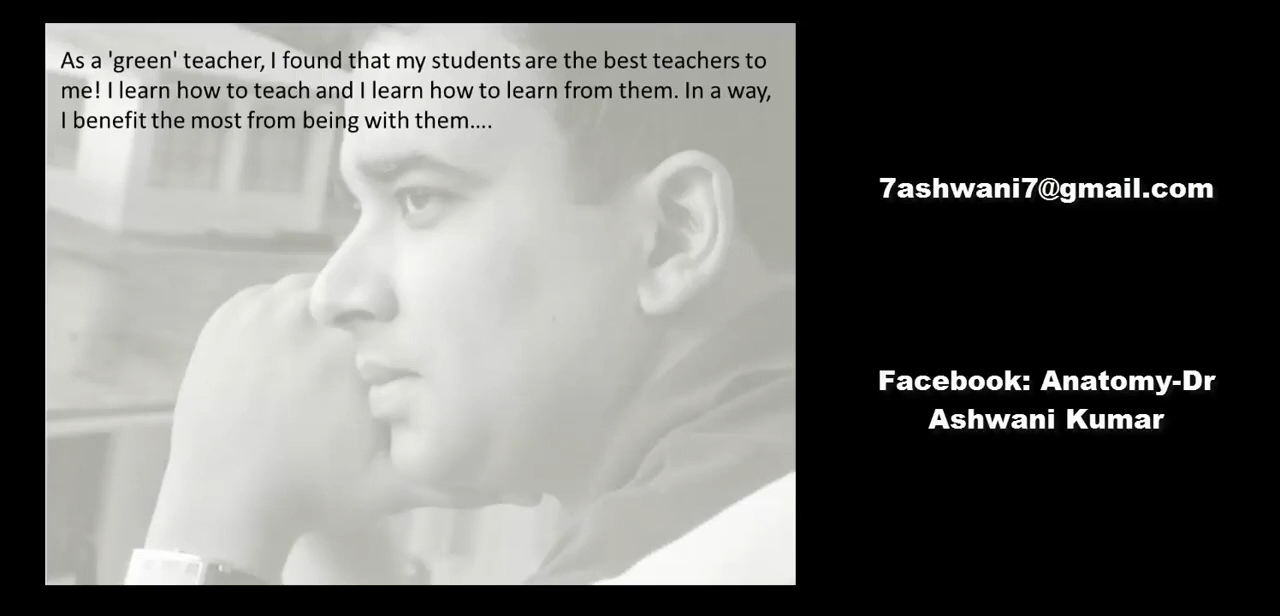 As a 'green' teacher, I found that my students are the best teachers to
me! I learn how to teach and I learn how to learn from them. In a way,
I benefit the most from being with them....
7ashwani7@gmail.com
Facebook: Anatomy-Dr
Ashwani Kumar